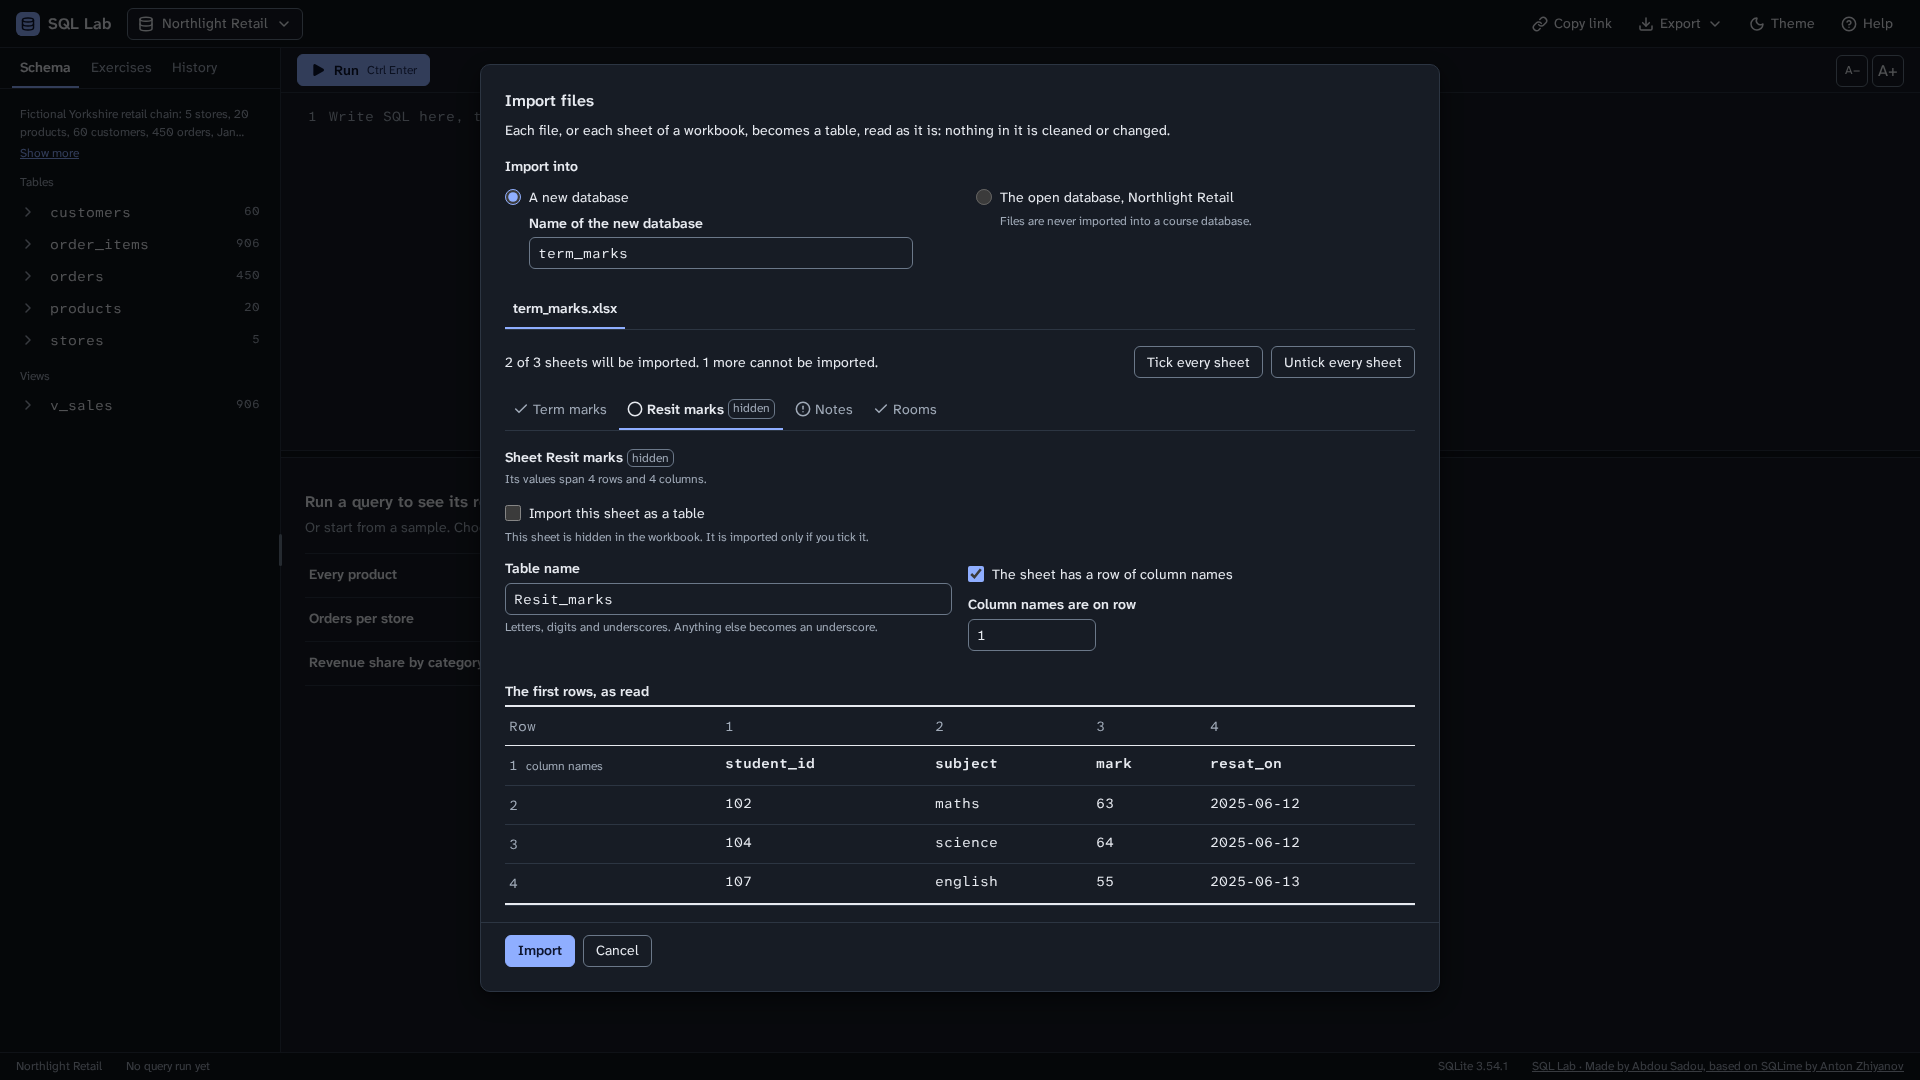 SQL Lab
Northlight Retail
Copy link
Export
Theme
Help
Schema
Exercises
History
Run Ctrl Enter
A−
A+
Fictional Yorkshire retail chain: 5 stores, 20
products, 60 customers, 450 orders, Jan...
Show more
Tables
customers 60
order_items 906
orders 450
products 20
stores 5
Views
v_sales 906
1 Write SQL here,
Run a query to see its
Or start from a sample.
Every product
Orders per store
Revenue share by category
Import files
Each file, or each sheet of a workbook, becomes a table, read as it is: nothing in it is cleaned or changed.
Import into
A new database
Name of the new database
term_marks
The open database, Northlight Retail
Files are never imported into a course database.
term_marks.xlsx
2 of 3 sheets will be imported. 1 more cannot be imported.
Tick every sheet
Untick every sheet
Term marks
Resit marks hidden
Notes
Rooms
Sheet Resit marks hidden
Its values span 4 rows and 4 columns.
Import this sheet as a table
This sheet is hidden in the workbook. It is imported only if you tick it.
Table name
Resit_marks
Letters, digits and underscores. Anything else becomes an underscore.
The sheet has a row of column names
Column names are on row
1
The first rows, as read
Row 1 2 3 4
1 column names student_id subject mark resat_on
2 102 maths 63 2025-06-12
3 104 science 64 2025-06-12
4 107 english 55 2025-06-13
Import
Cancel
Northlight Retail
No query run yet
SQLite 3.54.1
SQL Lab · Made by Abdou Sadou, based on SQLime by Anton Zhiyanov